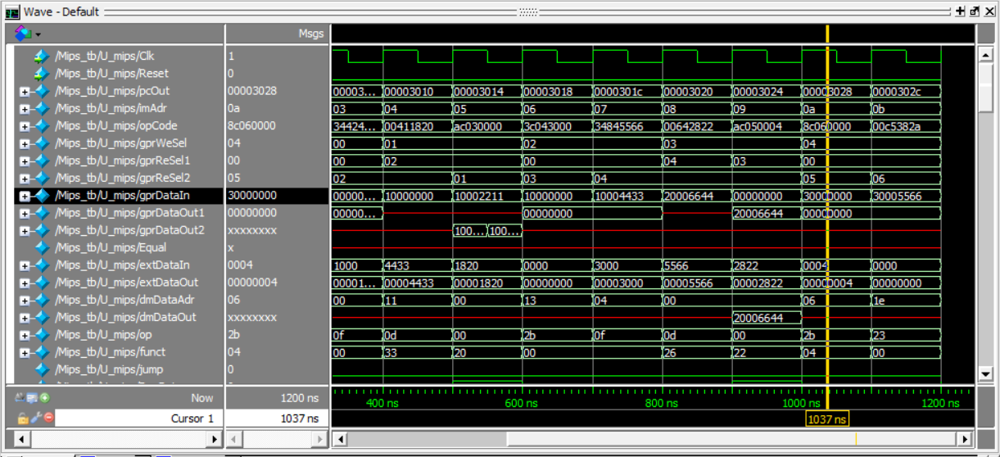 Wave - Default
Msgs
/Mips_tb/U_mips/Clk 1
/Mips_tb/U_mips/Reset 0
/Mips_tb/U_mips/pcOut 00003028 00003... 00003010 00003014 00003018 0000301c 00003020 00003024 00003028 0000302c
/Mips_tb/U_mips/imAdr 0a 03 04 05 06 07 08 09 0a 0b
/Mips_tb/U_mips/opCode 8c060000 34424... 00411820 ac030000 3c043000 34845566 00642822 ac050004 8c060000 00c5382a
/Mips_tb/U_mips/gprWeSel 04 00 01 02 03 04
/Mips_tb/U_mips/gprReSel1 00 00 02 00 04 03 00
/Mips_tb/U_mips/gprReSel2 05 02 01 03 04 05 06
/Mips_tb/U_mips/gprDataIn 30000000 00000... 10000000 10002211 10000000 10004433 20006644 00000000 30000000 30005566
/Mips_tb/U_mips/gprDataOut1 00000000 00000... 00000000 20006644 00000000
/Mips_tb/U_mips/gprDataOut2 xxxxxxxx 100... 100...
/Mips_tb/U_mips/Equal x
/Mips_tb/U_mips/extDataIn 0004 1000 4433 1820 0000 3000 5566 2822 0004 0000
/Mips_tb/U_mips/extDataOut 00000004 00001... 00004433 00001820 00000000 00003000 00005566 00002822 00000004 00000000
/Mips_tb/U_mips/dmDataAdr 06 00 11 00 13 04 00 06 1e
/Mips_tb/U_mips/dmDataOut xxxxxxxx 20006644
/Mips_tb/U_mips/op 2b 0f 0d 00 2b 0f 0d 00 2b 23
/Mips_tb/U_mips/funct 04 00 33 20 00 26 22 04 00
/Mips_tb/U_mips/jump 0
Now 1200 ns 400 ns 600 ns 800 ns 1000 ns 1200 ns
Cursor 1 1037 ns 1037 ns